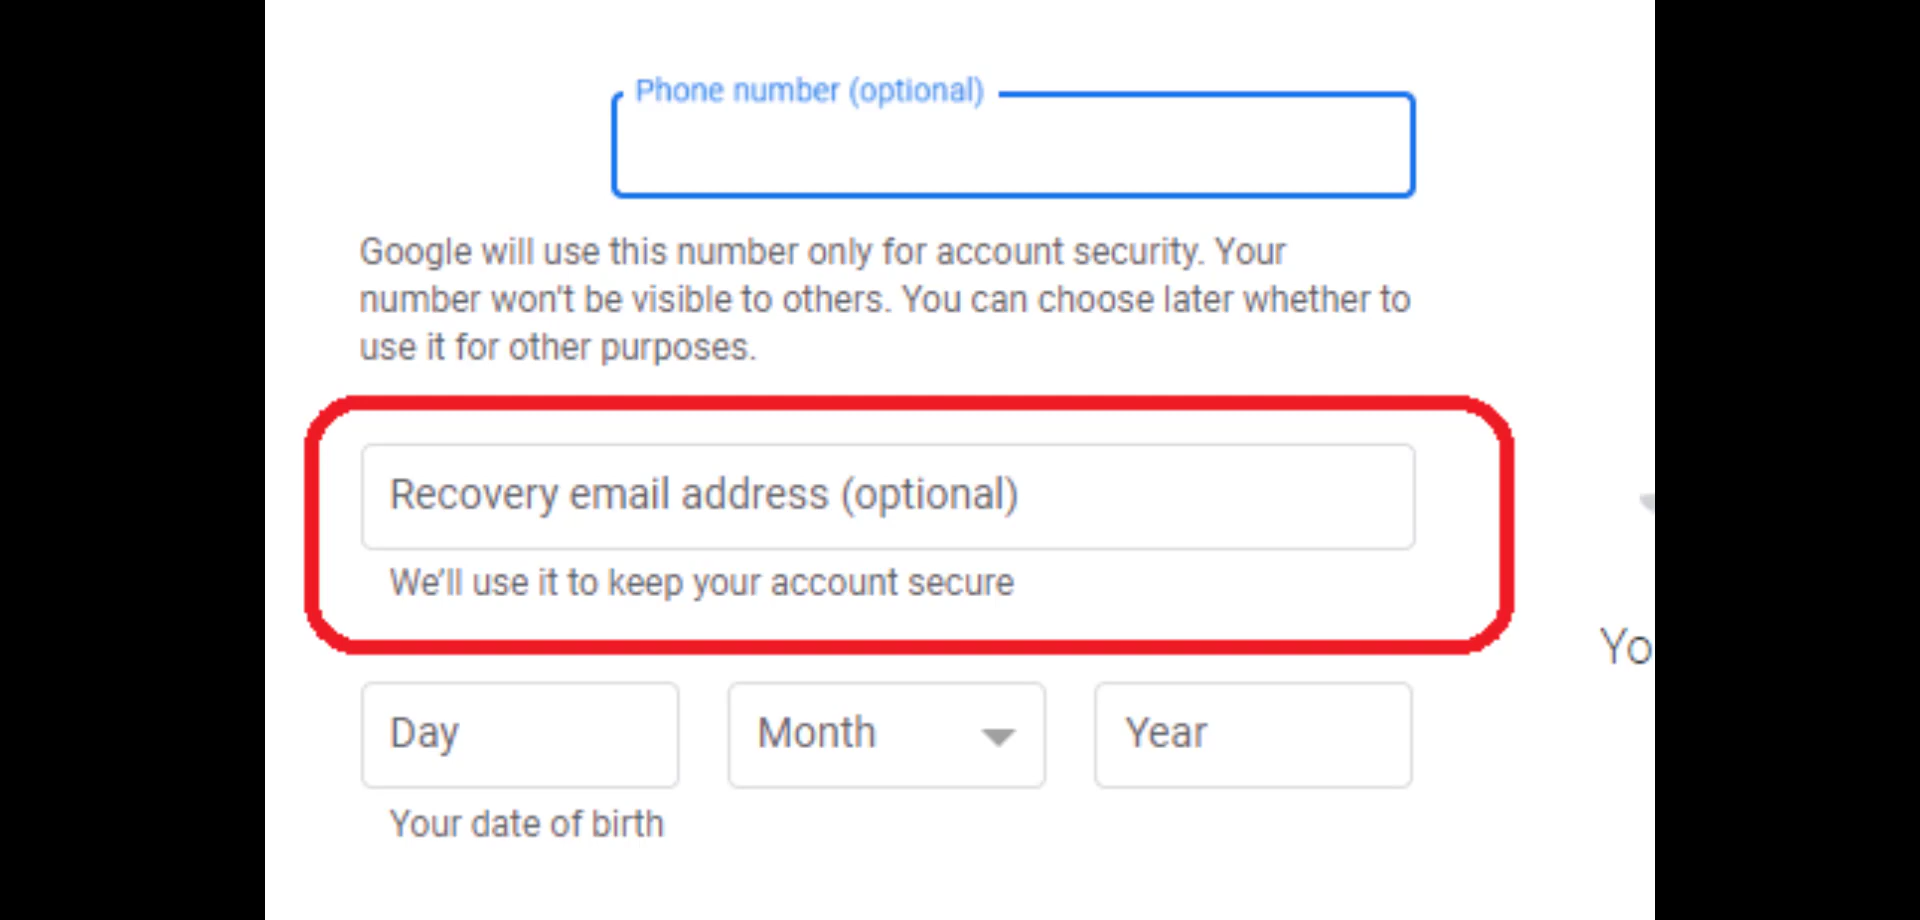 Phone number (optional)
Google will use this number only for account security. Your
number won't be visible to others. You can choose later whether to
use it for other purposes.
Recovery email address (optional)
We'll use it to keep your account secure
Yo
Day Month Year
Your date of birth